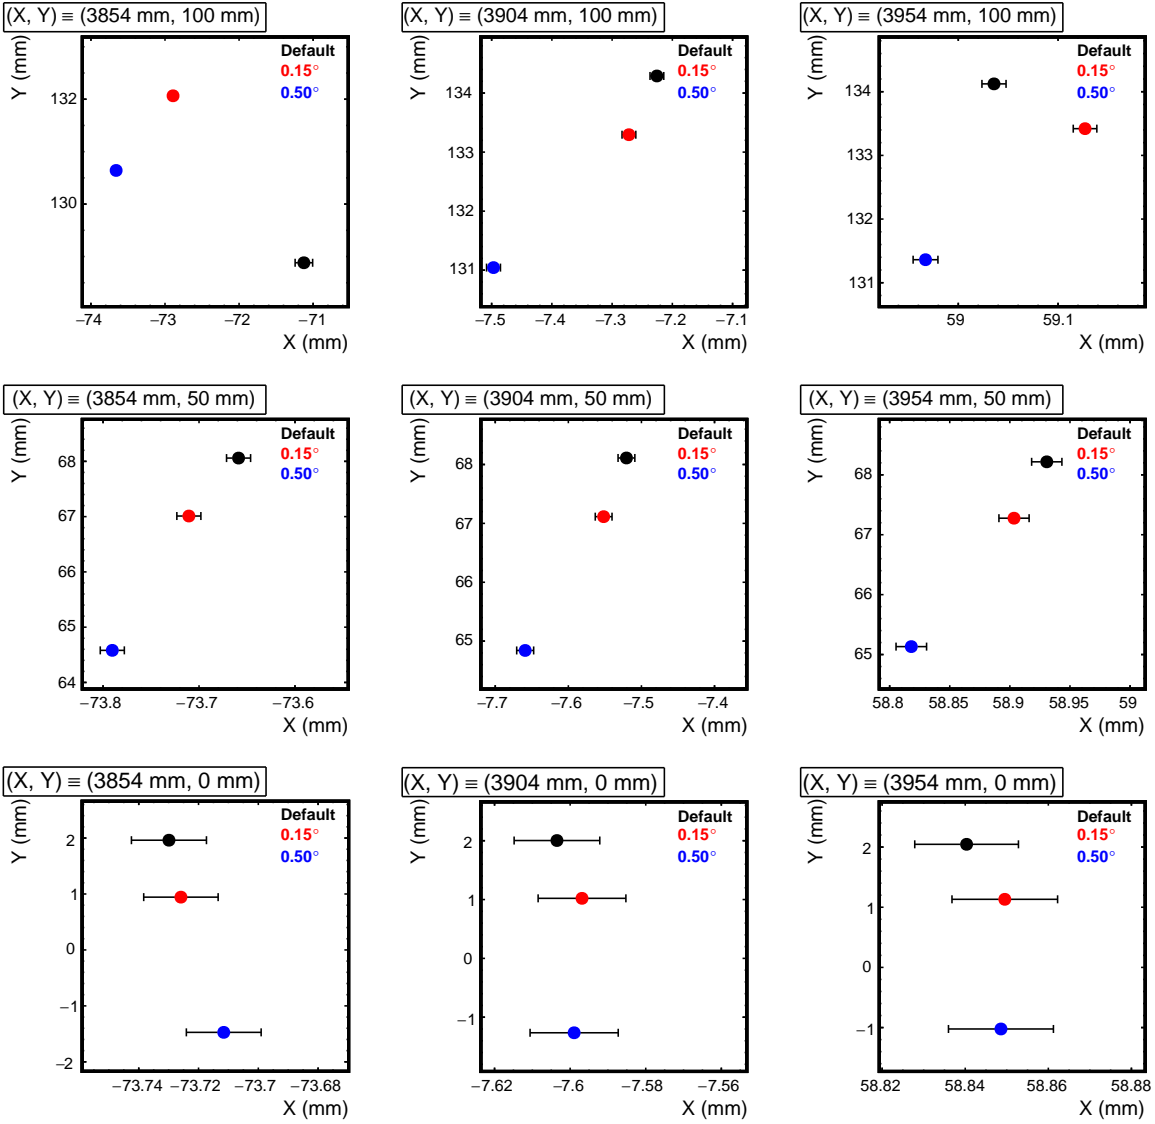 (X, Y) ≡ (3854 mm, 100 mm)
Y (mm)
Default
0.15°
0.50°
132
130
−74 −73 −72 −71
X (mm)
(X, Y) ≡ (3904 mm, 100 mm)
Y (mm)
Default
0.15°
0.50°
134
133
132
131
−7.5 −7.4 −7.3 −7.2 −7.1
X (mm)
(X, Y) ≡ (3954 mm, 100 mm)
Y (mm)
Default
0.15°
0.50°
134
133
132
131
59 59.1
X (mm)
(X, Y) ≡ (3854 mm, 50 mm)
Y (mm)
Default
0.15°
0.50°
68
67
66
65
64
−73.8 −73.7 −73.6
X (mm)
(X, Y) ≡ (3904 mm, 50 mm)
Y (mm)
Default
0.15°
0.50°
68
67
66
65
−7.7 −7.6 −7.5 −7.4
X (mm)
(X, Y) ≡ (3954 mm, 50 mm)
Y (mm)
Default
0.15°
0.50°
68
67
66
65
58.8 58.85 58.9 58.95 59
X (mm)
(X, Y) ≡ (3854 mm, 0 mm)
Y (mm)
Default
0.15°
0.50°
2
1
0
−1
−2
−73.74 −73.72 −73.7 −73.68
X (mm)
(X, Y) ≡ (3904 mm, 0 mm)
Y (mm)
Default
0.15°
0.50°
2
1
0
−1
−7.62 −7.6 −7.58 −7.56
X (mm)
(X, Y) ≡ (3954 mm, 0 mm)
Y (mm)
Default
0.15°
0.50°
2
1
0
−1
58.82 58.84 58.86 58.88
X (mm)